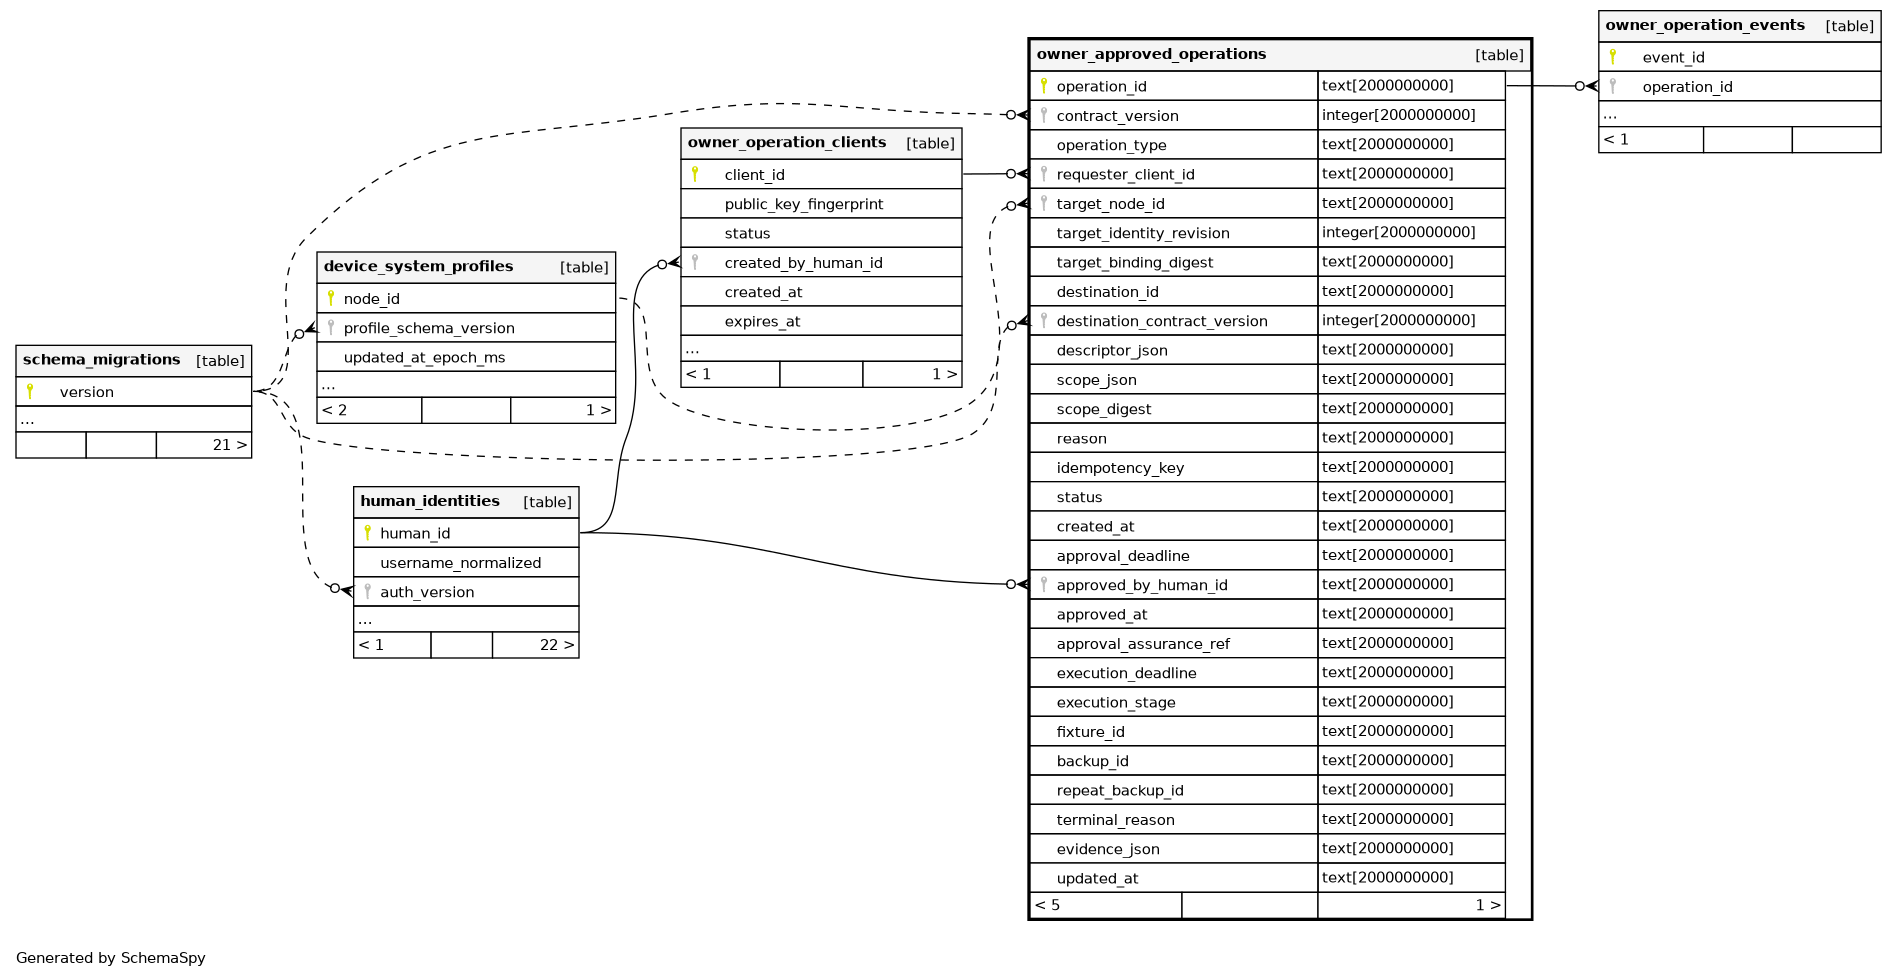 owner_operation_events [table]
event_id
operation_id
...
< 1
owner_approved_operations [table]
operation_id text[2000000000]
contract_version integer[2000000000]
operation_type text[2000000000]
requester_client_id text[2000000000]
target_node_id text[2000000000]
target_identity_revision integer[2000000000]
target_binding_digest text[2000000000]
destination_id text[2000000000]
destination_contract_version integer[2000000000]
descriptor_json text[2000000000]
scope_json text[2000000000]
scope_digest text[2000000000]
reason text[2000000000]
idempotency_key text[2000000000]
status text[2000000000]
created_at text[2000000000]
approval_deadline text[2000000000]
approved_by_human_id text[2000000000]
approved_at text[2000000000]
approval_assurance_ref text[2000000000]
execution_deadline text[2000000000]
execution_stage text[2000000000]
fixture_id text[2000000000]
backup_id text[2000000000]
repeat_backup_id text[2000000000]
terminal_reason text[2000000000]
evidence_json text[2000000000]
updated_at text[2000000000]
< 5 1 >
owner_operation_clients [table]
client_id
public_key_fingerprint
status
created_by_human_id
created_at
expires_at
...
< 1 1 >
device_system_profiles [table]
node_id
profile_schema_version
updated_at_epoch_ms
...
< 2 1 >
schema_migrations [table]
version
...
21 >
human_identities [table]
human_id
username_normalized
auth_version
...
< 1 22 >
Generated by SchemaSpy